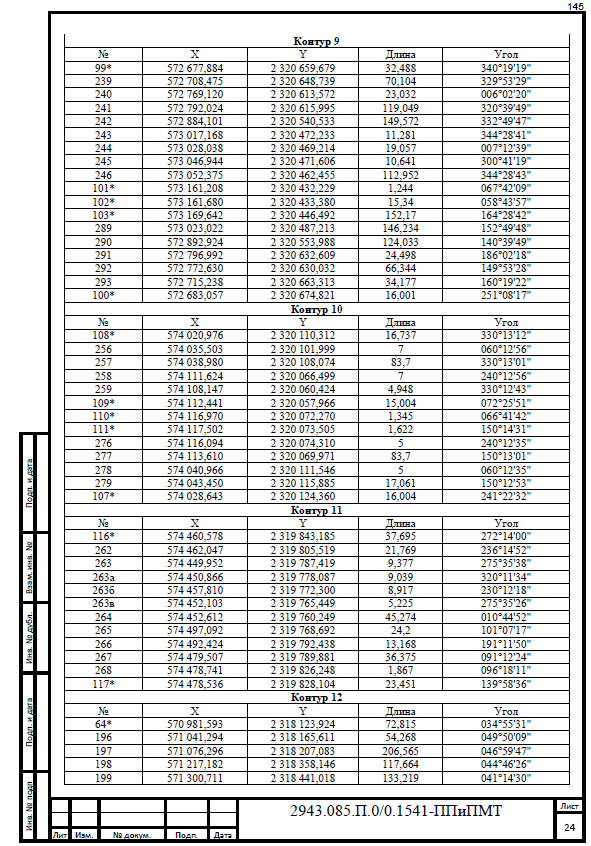 145
Контур 9
№ X Y Длина Угол
99* 572 677,884 2 320 659,679 32,488 340°19'19"
239 572 708,475 2 320 648,739 70,104 329°53'29"
240 572 769,120 2 320 613,572 23,032 006°02'20"
241 572 792,024 2 320 615,995 119,049 320°39'49"
242 572 884,101 2 320 540,533 149,572 332°49'47"
243 573 017,168 2 320 472,233 11,281 344°28'41"
244 573 028,038 2 320 469,214 19,057 007°12'39"
245 573 046,944 2 320 471,606 10,641 300°41'19"
246 573 052,375 2 320 462,455 112,952 344°28'43"
101* 573 161,208 2 320 432,229 1,244 067°42'09"
102* 573 161,680 2 320 433,380 15,34 058°43'57"
103* 573 169,642 2 320 446,492 152,17 164°28'42"
289 573 023,022 2 320 487,213 146,234 152°49'48"
290 572 892,924 2 320 553,988 124,033 140°39'49"
291 572 796,992 2 320 632,609 24,498 186°02'18"
292 572 772,630 2 320 630,032 66,344 149°53'28"
293 572 715,238 2 320 663,313 34,177 160°19'22"
100* 572 683,057 2 320 674,821 16,001 251°08'17"
Контур 10
№ X Y Длина Угол
108* 574 020,976 2 320 110,312 16,737 330°13'12"
256 574 035,503 2 320 101,999 7 060°12'56"
257 574 038,980 2 320 108,074 83,7 330°13'01"
258 574 111,624 2 320 066,499 7 240°12'56"
259 574 108,147 2 320 060,424 4,948 330°12'43"
109* 574 112,441 2 320 057,966 15,004 072°25'51"
110* 574 116,970 2 320 072,270 1,345 066°41'42"
111* 574 117,502 2 320 073,505 1,622 150°14'31"
276 574 116,094 2 320 074,310 5 240°12'35"
277 574 113,610 2 320 069,971 83,7 150°13'01"
278 574 040,966 2 320 111,546 5 060°12'35"
279 574 043,450 2 320 115,885 17,061 150°12'53"
107* 574 028,643 2 320 124,360 16,004 241°22'32"
Контур 11
№ X Y Длина Угол
116* 574 460,578 2 319 843,185 37,695 272°14'00"
262 574 462,047 2 319 805,519 21,769 236°14'52"
263 574 449,952 2 319 787,419 9,377 275°35'38"
263а 574 450,866 2 319 778,087 9,039 320°11'34"
263б 574 457,810 2 319 772,300 8,917 230°12'18"
263в 574 452,103 2 319 765,449 5,225 275°35'26"
264 574 452,612 2 319 760,249 45,274 010°44'52"
265 574 497,092 2 319 768,692 24,2 101°07'17"
266 574 492,424 2 319 792,438 13,168 191°11'50"
267 574 479,507 2 319 789,881 36,375 091°12'24"
268 574 478,741 2 319 826,248 1,867 096°18'11"
117* 574 478,536 2 319 828,104 23,451 139°58'36"
Контур 12
№ X Y Длина Угол
64* 570 981,593 2 318 123,924 72,815 034°55'31"
196 571 041,294 2 318 165,611 54,268 049°50'09"
197 571 076,296 2 318 207,083 206,565 046°59'47"
198 571 217,182 2 318 358,146 117,664 044°46'26"
199 571 300,711 2 318 441,018 133,219 041°14'30"
Подп. и дата
Взам. инв. №
Инв. № дубл.
Подп. и дата
Инв. № подп
2943.085.П.0/0.1541-ППиПМТ
Лист
24
Лит Изм. № докум. Подп. Дата